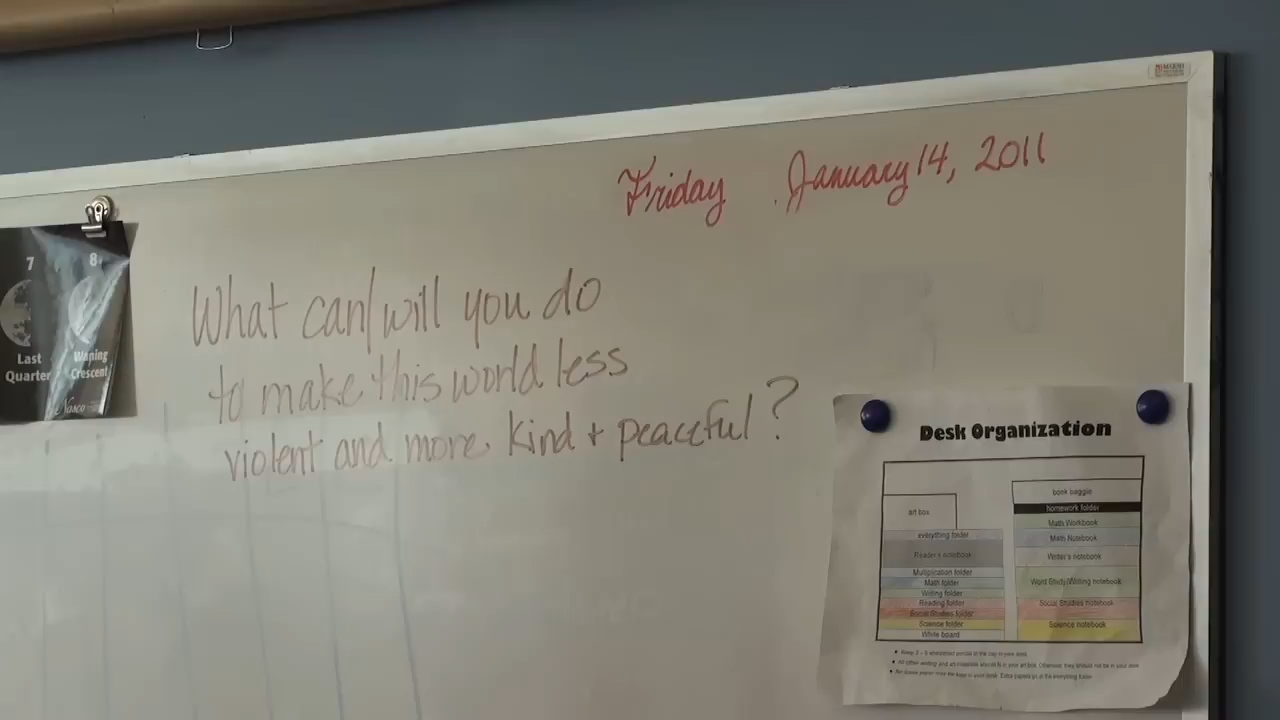 Friday January 14, 2011
7
8
Last
Quarter
Waning
Crescent
What can/will you do
to make this world less
violent and more kind + peaceful?
Desk Organization
art box
everything folder
Reader's notebook
Multiplication folder
Math folder
Writing folder
Reading folder
Social Studies folder
Science folder
White board
book baggie
homework folder
Math Workbook
Math Notebook
Writer's notebook
Word Study/Writing notebook
Social Studies notebook
Science notebook